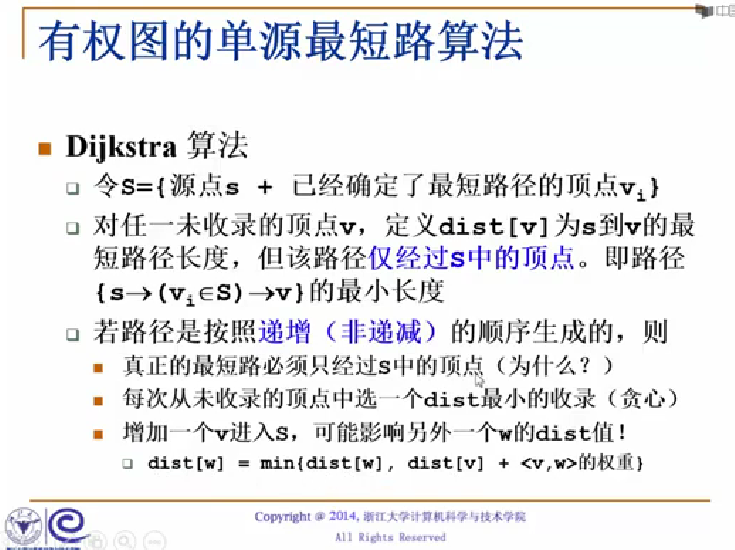 有权图的单源最短路算法
Dijkstra 算法
令S={源点s + 已经确定了最短路径的顶点vi}
对任一未收录的顶点v，定义dist[v]为s到v的最
短路径长度，但该路径仅经过S中的顶点。即路径
{s→(vi∈S)→v}的最小长度
若路径是按照递增（非递减）的顺序生成的，则
真正的最短路必须只经过S中的顶点（为什么？）
每次从未收录的顶点中选一个dist最小的收录（贪心）
增加一个v进入S，可能影响另外一个w的dist值！
dist[w] = min{dist[w], dist[v] + <v,w>的权重}
Copyright @ 2014, 浙江大学计算机科学与技术学院
All Rights Reserved